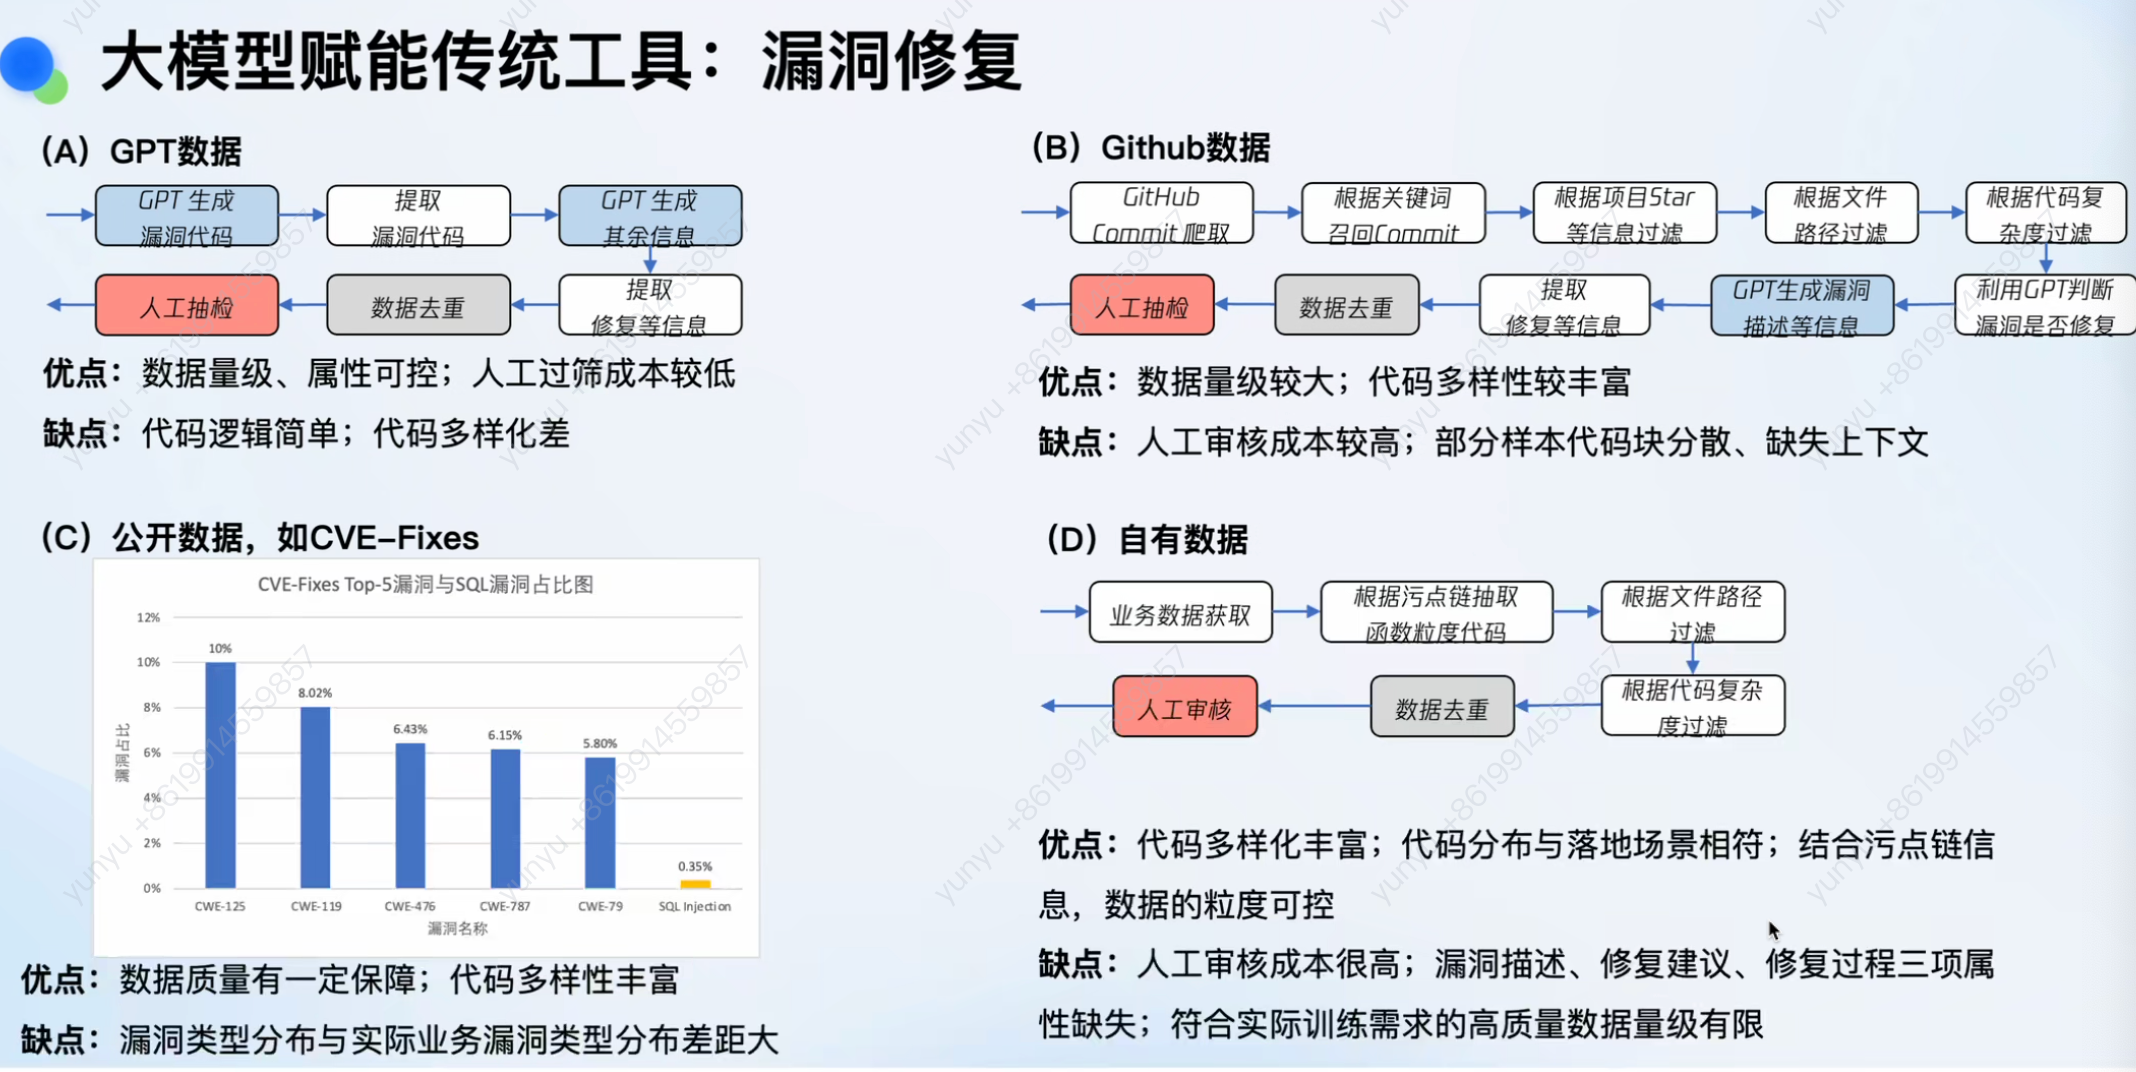 大模型赋能传统工具：漏洞修复
（A）GPT数据
GPT 生成
漏洞代码
提取
漏洞代码
GPT 生成
其余信息
提取
修复等信息
数据去重
人工抽检
优点：数据量级、属性可控；人工过筛成本较低
缺点：代码逻辑简单；代码多样化差
（B）Github数据
GitHub
Commit 爬取
根据关键词
召回Commit
根据项目Star
等信息过滤
根据文件
路径过滤
根据代码复
杂度过滤
利用GPT判断
漏洞是否修复
GPT生成漏洞
描述等信息
提取
修复等信息
数据去重
人工抽检
优点：数据量级较大；代码多样性较丰富
缺点：人工审核成本较高；部分样本代码块分散、缺失上下文
（C）公开数据，如CVE-Fixes
CVE-Fixes Top-5漏洞与SQL漏洞占比图
12%
10%
8%
6%
4%
2%
0%
漏洞占比
10%
8.02%
6.43%
6.15%
5.80%
0.35%
CWE-125
CWE-119
CWE-476
CWE-787
CWE-79
SQL Injection
漏洞名称
优点：数据质量有一定保障；代码多样性丰富
缺点：漏洞类型分布与实际业务漏洞类型分布差距大
（D）自有数据
业务数据获取
根据污点链抽取
函数粒度代码
根据文件路径
过滤
根据代码复杂
度过滤
数据去重
人工审核
优点：代码多样化丰富；代码分布与落地场景相符；结合污点链信
息，数据的粒度可控
缺点：人工审核成本很高；漏洞描述、修复建议、修复过程三项属
性缺失；符合实际训练需求的高质量数据量级有限
yunyu +8619914559857